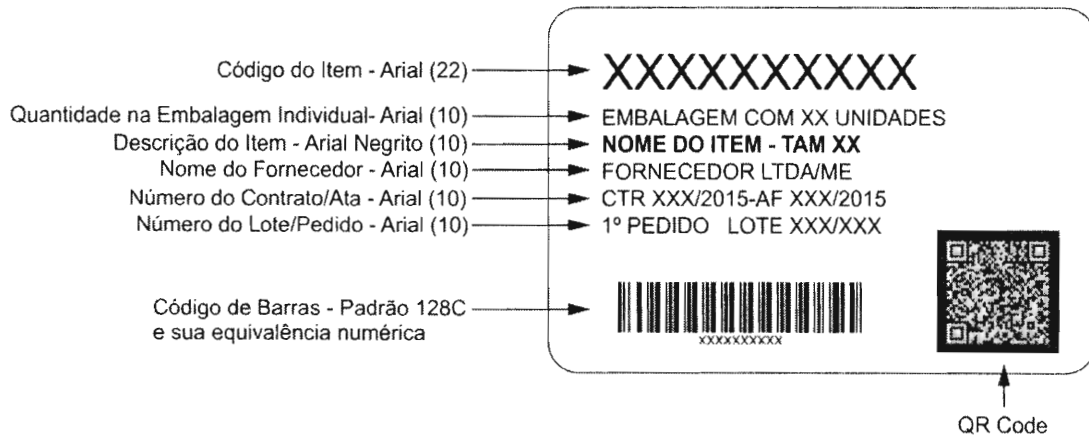 Código do Item - Arial (22)
XXXXXXXXXX
Quantidade na Embalagem Individual- Arial (10)
EMBALAGEM COM XX UNIDADES
Descrição do Item - Arial Negrito (10)
NOME DO ITEM - TAM XX
Nome do Fornecedor - Arial (10)
FORNECEDOR LTDA/ME
Número do Contrato/Ata - Arial (10)
CTR XXX/2015-AF XXX/2015
Número do Lote/Pedido - Arial (10)
1º PEDIDO LOTE XXX/XXX
Código de Barras - Padrão 128C
e sua equivalência numérica
XXXXXXXXXX
QR Code